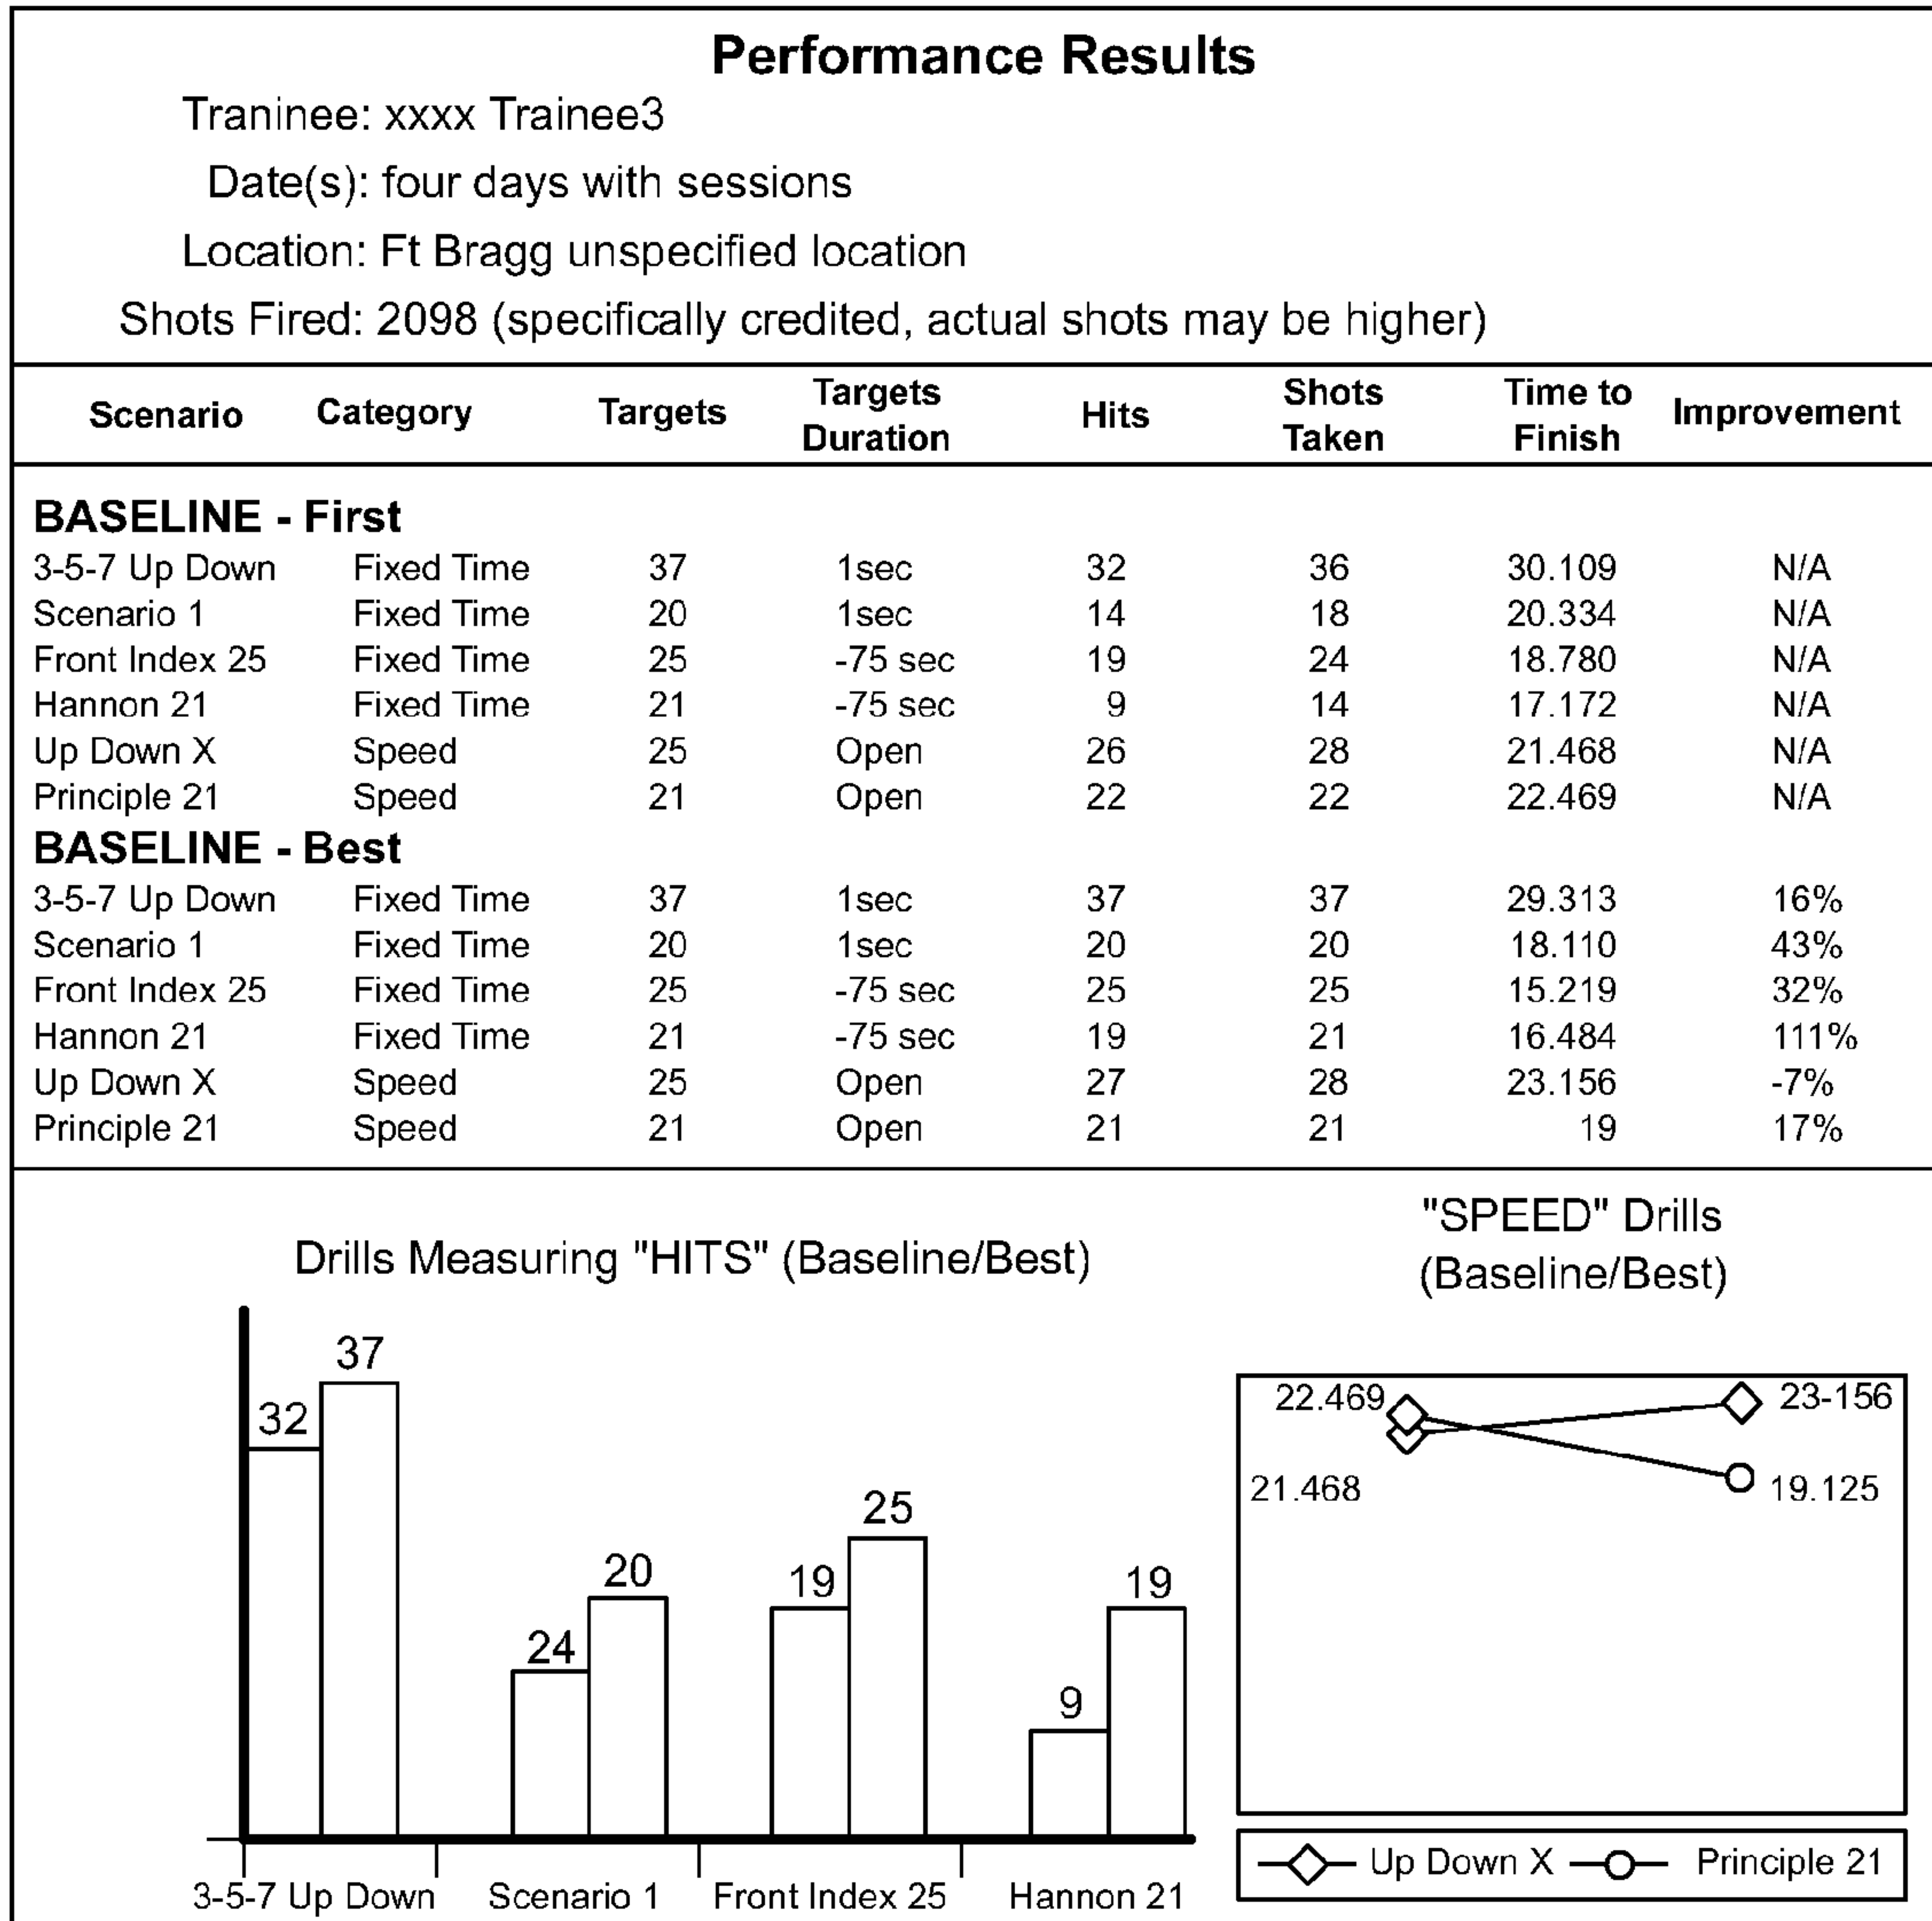 Performance Results
Traninee: xxxx Trainee3
Date(s): four days with sessions
Location: Ft Bragg unspecified location
Shots Fired: 2098 (specifically credited, actual shots may be higher)
Scenario Category Targets Targets Duration Hits Shots Taken Time to Finish Improvement
BASELINE - First
3-5-7 Up Down Fixed Time 37 1sec 32 36 30.109 N/A
Scenario 1 Fixed Time 20 1sec 14 18 20.334 N/A
Front Index 25 Fixed Time 25 -75 sec 19 24 18.780 N/A
Hannon 21 Fixed Time 21 -75 sec 9 14 17.172 N/A
Up Down X Speed 25 Open 26 28 21.468 N/A
Principle 21 Speed 21 Open 22 22 22.469 N/A
BASELINE - Best
3-5-7 Up Down Fixed Time 37 1sec 37 37 29.313 16%
Scenario 1 Fixed Time 20 1sec 20 20 18.110 43%
Front Index 25 Fixed Time 25 -75 sec 25 25 15.219 32%
Hannon 21 Fixed Time 21 -75 sec 19 21 16.484 111%
Up Down X Speed 25 Open 27 28 23.156 -7%
Principle 21 Speed 21 Open 21 21 19 17%
Drills Measuring "HITS" (Baseline/Best)
32 37
24 20
19 25
9 19
3-5-7 Up Down Scenario 1 Front Index 25 Hannon 21
"SPEED" Drills
(Baseline/Best)
22.469 23-156
21.468 19.125
Up Down X Principle 21